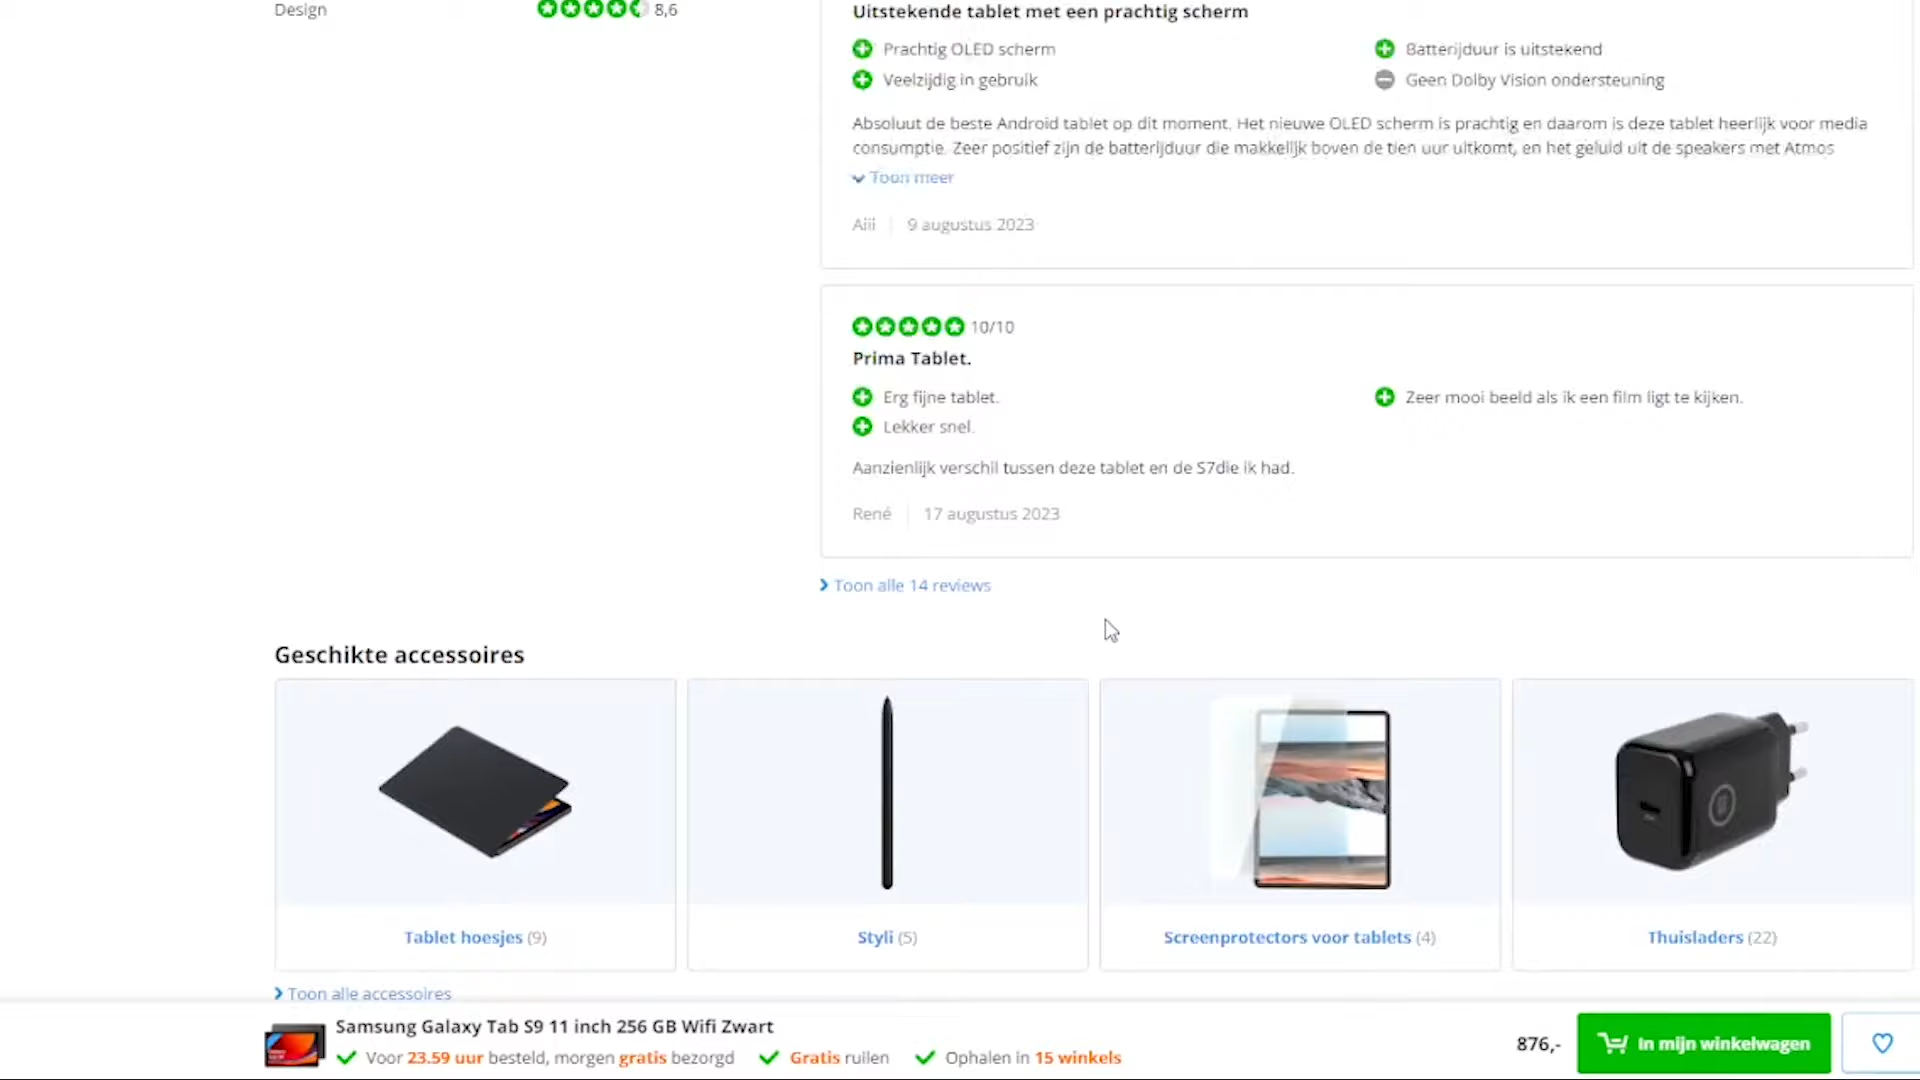 Design 8,6
Uitstekende tablet met een prachtig scherm
Prachtig OLED scherm
Batterijduur is uitstekend
Veelzijdig in gebruik
Geen Dolby Vision ondersteuning
Absoluut de beste Android tablet op dit moment. Het nieuwe OLED scherm is prachtig en daarom is deze tablet heerlijk voor media
consumptie. Zeer positief zijn de batterijduur die makkelijk boven de tien uur uitkomt, en het geluid uit de speakers met Atmos
Toon meer
Aiii 9 augustus 2023
10/10
Prima Tablet.
Erg fijne tablet.
Zeer mooi beeld als ik een film ligt te kijken.
Lekker snel.
Aanzienlijk verschil tussen deze tablet en de S7die ik had.
René 17 augustus 2023
Toon alle 14 reviews
Geschikte accessoires
Tablet hoesjes (9)
Styli (5)
Screenprotectors voor tablets (4)
Thuisladers (22)
Toon alle accessoires
Samsung Galaxy Tab S9 11 inch 256 GB Wifi Zwart
Voor 23.59 uur besteld, morgen gratis bezorgd
Gratis ruilen
Ophalen in 15 winkels
876,-
In mijn winkelwagen